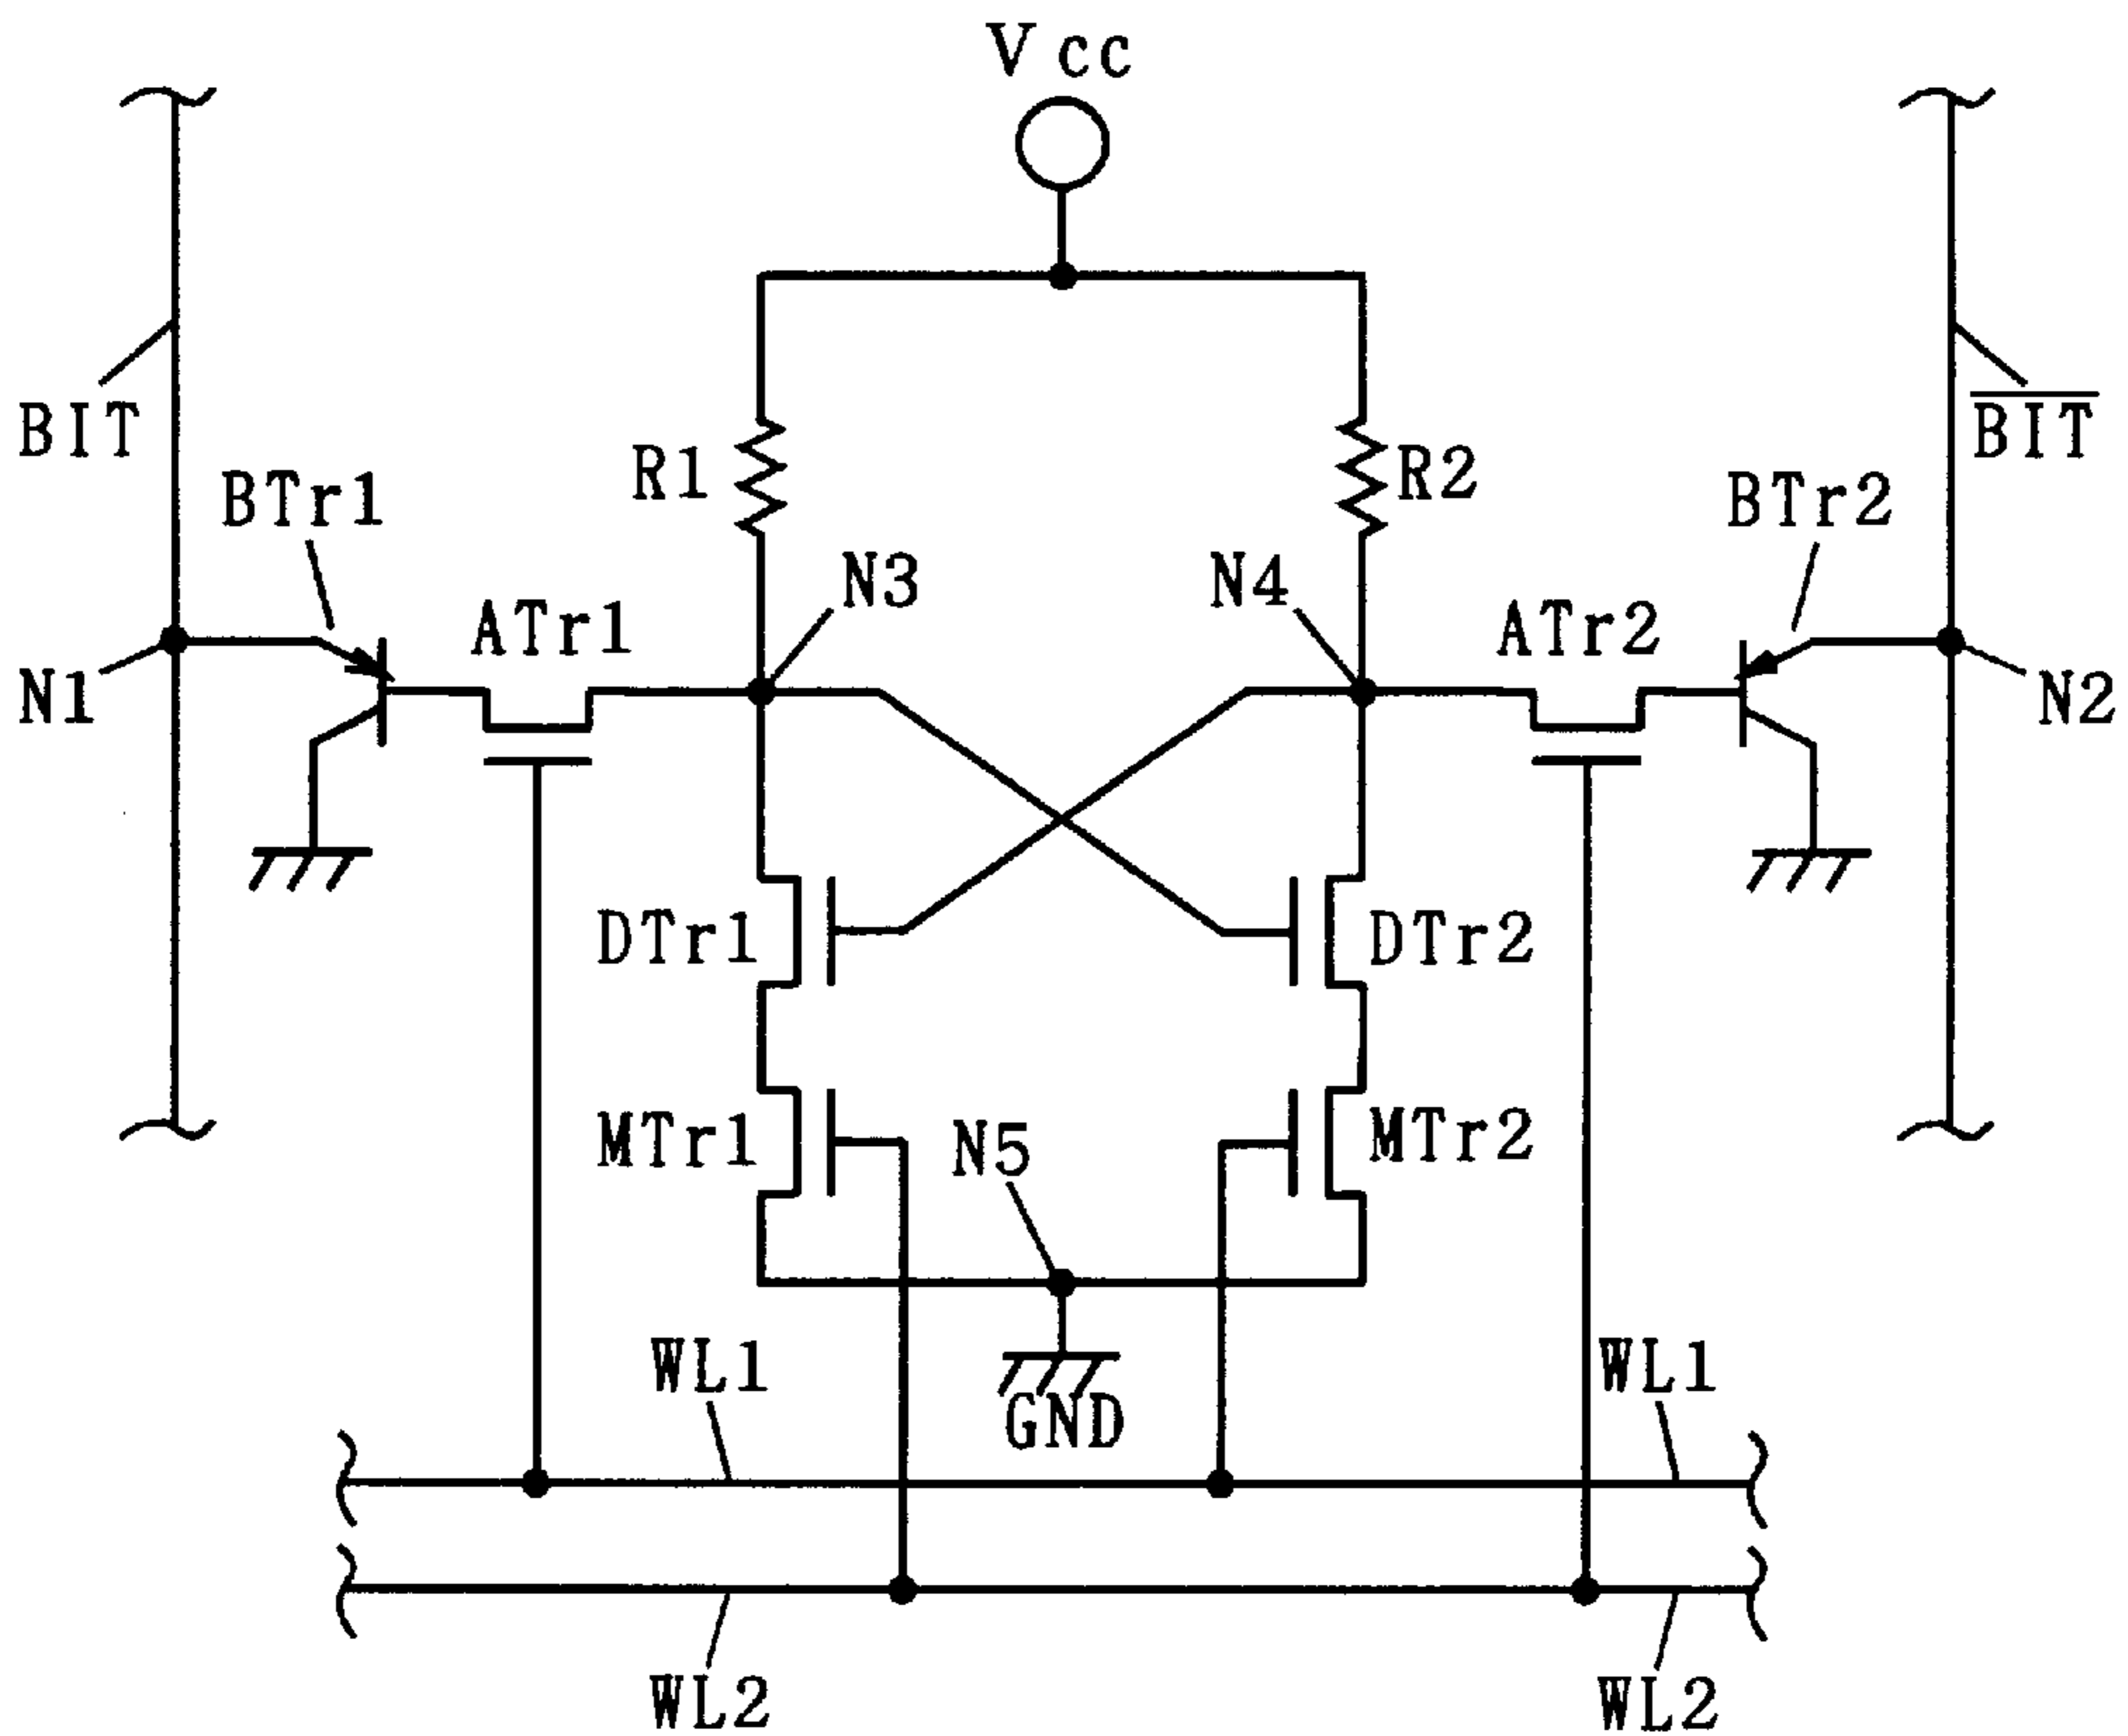 Vcc
BIT
B̅I̅T̅
R1
R2
BTr1
BTr2
N3
N4
ATr1
ATr2
N1
N2
DTr1
DTr2
MTr1
N5
MTr2
WL1
WL1
GND
WL2
WL2